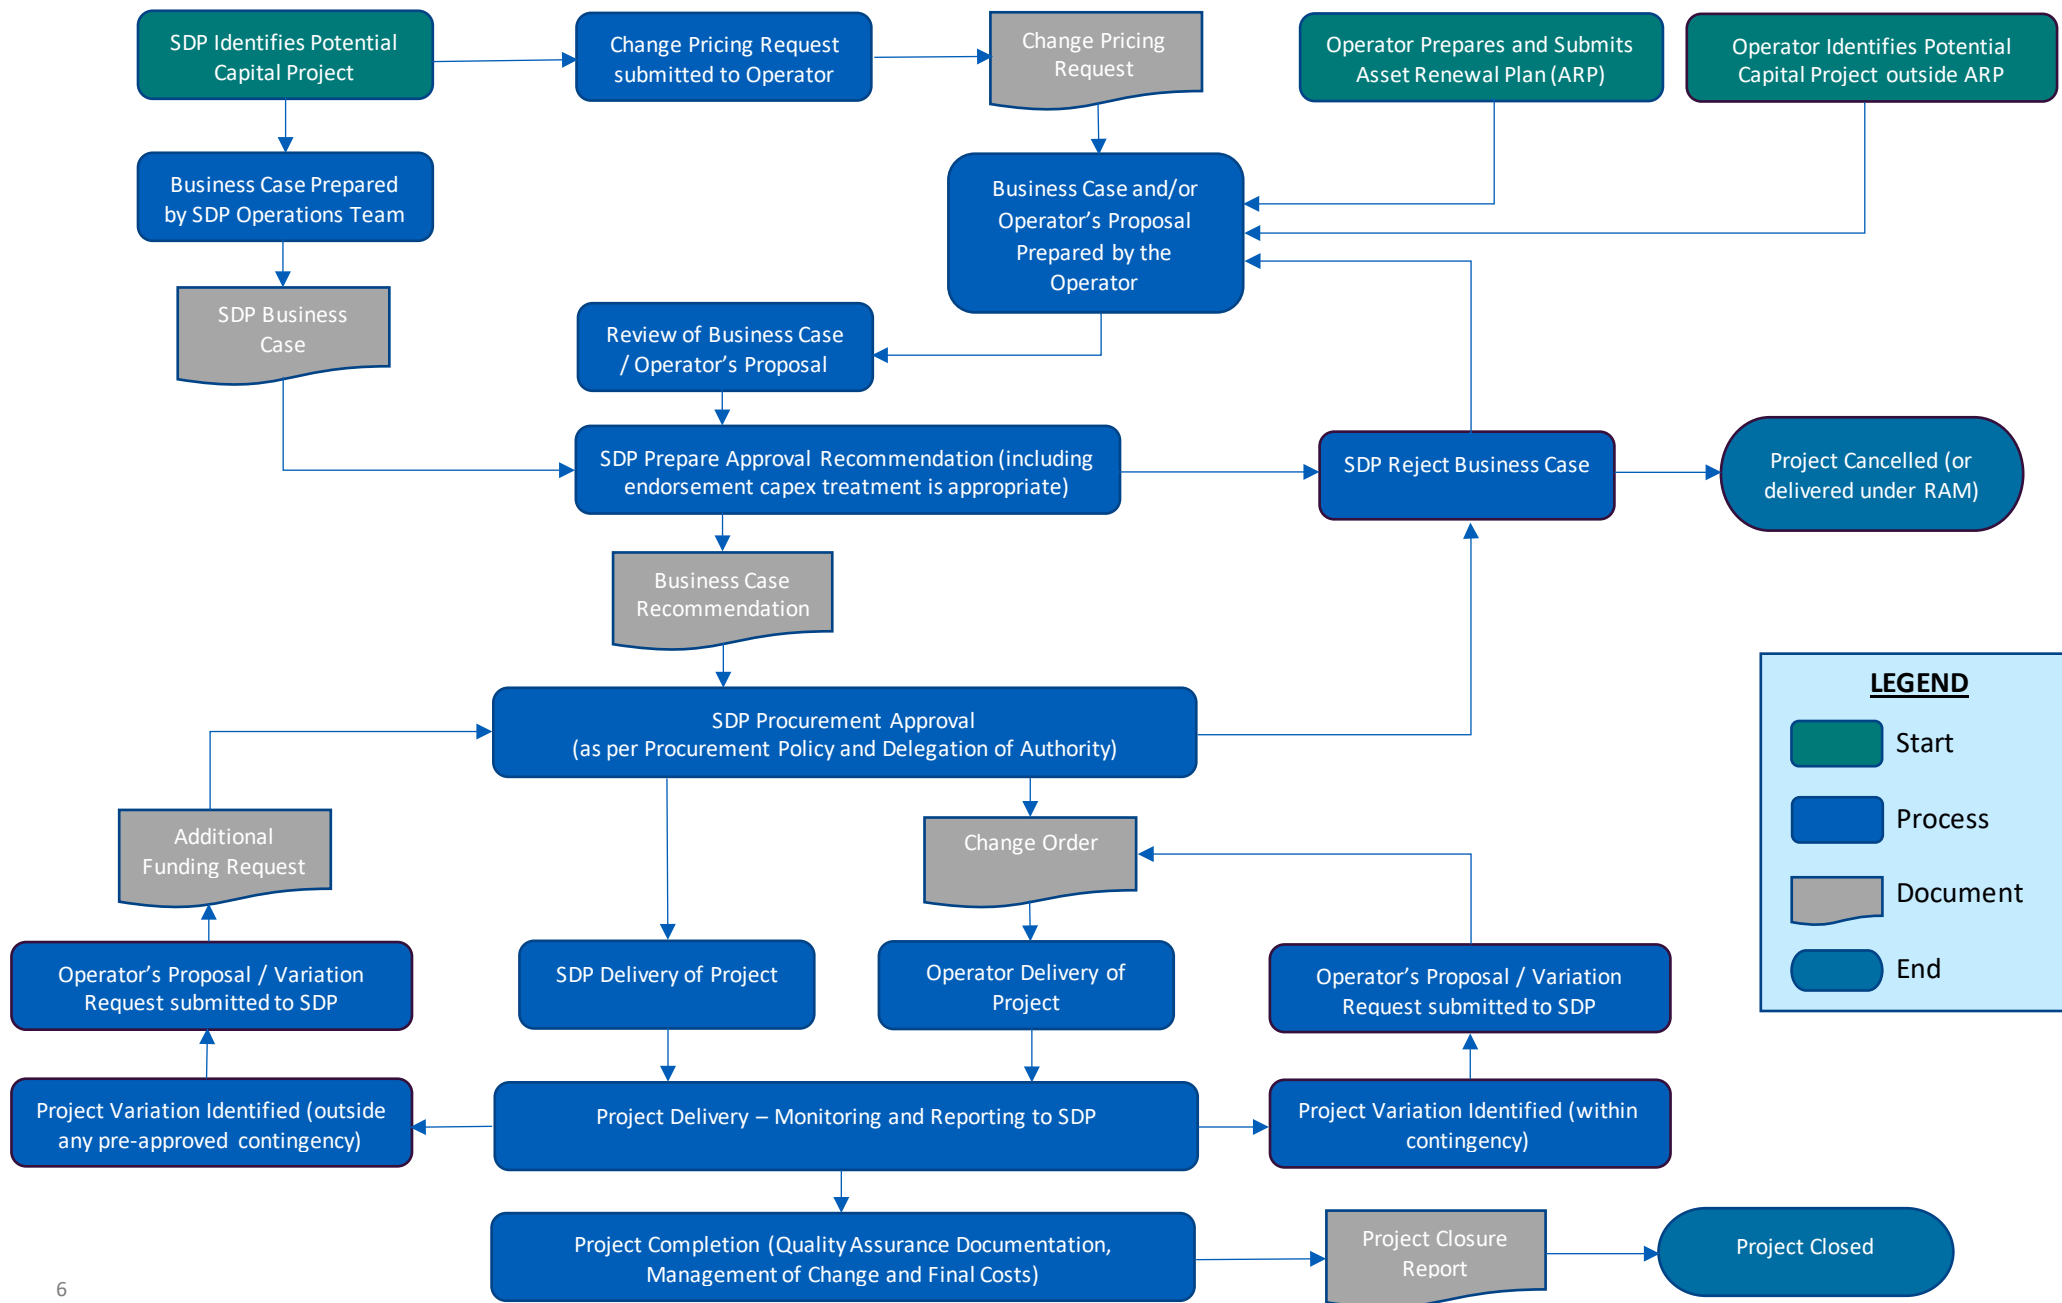 SDP Identifies Potential
Capital Project
Change Pricing Request
submitted to Operator
Change Pricing
Request
Operator Prepares and Submits
Asset Renewal Plan (ARP)
Operator Identifies Potential
Capital Project outside ARP
Business Case Prepared
by SDP Operations Team
Business Case and/or
Operator’s Proposal
Prepared by the
Operator
SDP Business
Case
Review of Business Case
/ Operator’s Proposal
SDP Prepare Approval Recommendation (including
endorsement capex treatment is appropriate)
SDP Reject Business Case
Project Cancelled (or
delivered under RAM)
Business Case
Recommendation
SDP Procurement Approval
(as per Procurement Policy and Delegation of Authority)
LEGEND
Start
Process
Document
End
Additional
Funding Request
Change Order
Operator’s Proposal / Variation
Request submitted to SDP
SDP Delivery of Project
Operator Delivery of
Project
Operator’s Proposal / Variation
Request submitted to SDP
Project Variation Identified (outside
any pre-approved contingency)
Project Delivery – Monitoring and Reporting to SDP
Project Variation Identified (within
contingency)
Project Completion (Quality Assurance Documentation,
Management of Change and Final Costs)
Project Closure
Report
Project Closed
6